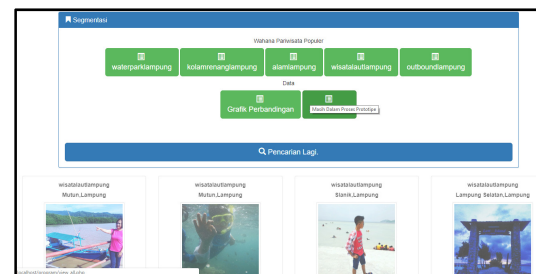 Segmentasi
Wahana Pariwisata Populer
waterparklampung
kolamrenanglampung
alamlampung
wisatalautlampung
outboundlampung
Data
Grafik Perbandingan
Masih Dalam Proses Prototipe
Pencarian Lagi.
wisatalautlampung
Mutun,Lampung
wisatalautlampung
Mutun,Lampung
wisatalautlampung
Slanik,Lampung
wisatalautlampung
Lampung Selatan,Lampung